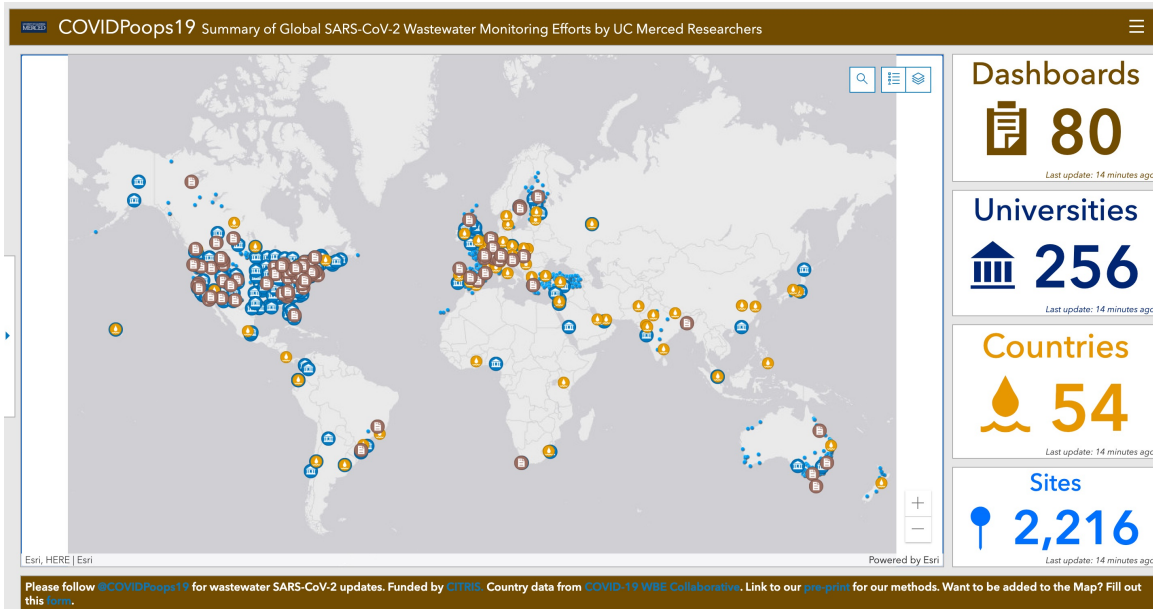 MERCED
COVIDPoops19 Summary of Global SARS-CoV-2 Wastewater Monitoring Efforts by UC Merced Researchers
Dashboards
80
Last update: 14 minutes ago
Universities
256
Last update: 14 minutes ago
Countries
54
Last update: 14 minutes ago
Sites
2,216
Last update: 14 minutes ago
+
−
Esri, HERE | Esri
Powered by Esri
Please follow @COVIDPoops19 for wastewater SARS-CoV-2 updates. Funded by CITRIS. Country data from COVID-19 WBE Collaborative. Link to our pre-print for our methods. Want to be added to the Map? Fill out
this form.